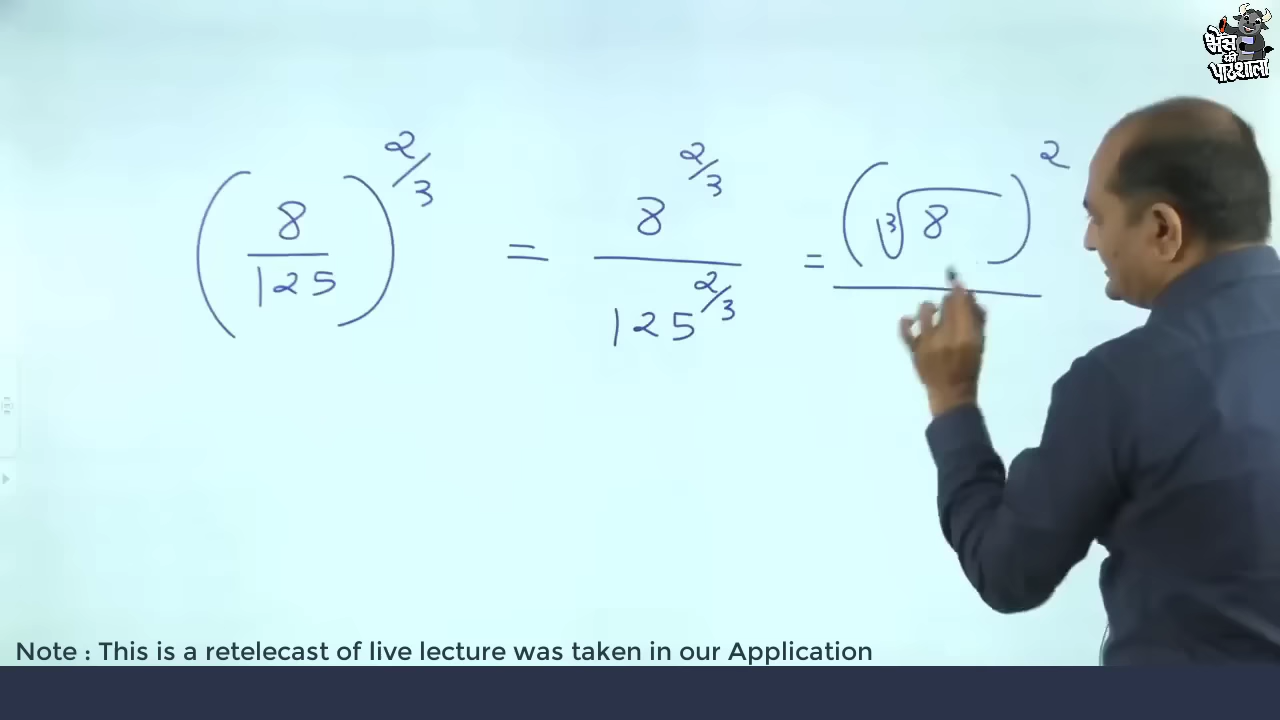 भैंस
की
पाठशाला
(8/125)^2/3 = 8^2/3 / 125^2/3 = (∛8)^2 /
Note : This is a retelecast of live lecture was taken in our Application